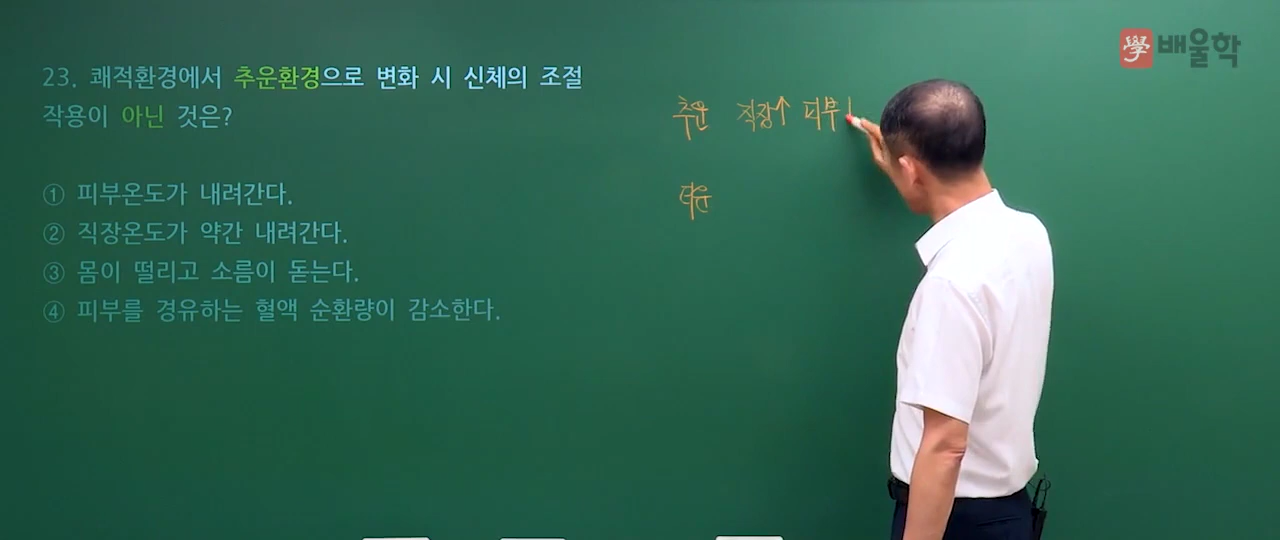 學 배울학
23. 쾌적환경에서 추운환경으로 변화 시 신체의 조절
작용이 아닌 것은?
① 피부온도가 내려간다.
② 직장온도가 약간 내려간다.
③ 몸이 떨리고 소름이 돋는다.
④ 피부를 경유하는 혈액 순환량이 감소한다.
추운 직장↑ 피부
더운